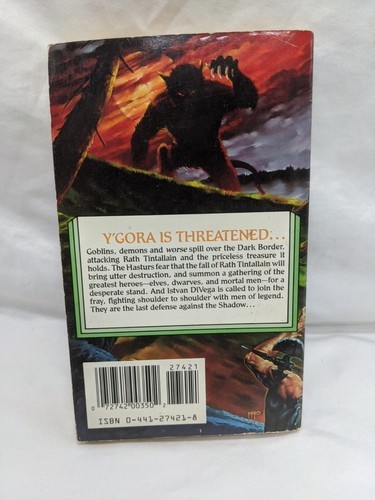 Y'GORA IS THREATENED...
Goblins, demons and worse spill over the Dark Border,
attacking Rath Tintallain and the priceless treasure it
holds. The Hasturs fear that the fall of Rath Tintallain will
bring utter destruction, and summon a gathering of the
greatest heroes—elves, dwarves, and mortal men—for a
desperate stand. And Istvan DiVega is called to join the
fray, fighting shoulder to shoulder with men of legend.
They are the last defense against the Shadow...
27421
0 72742 00350 2
ISBN 0-441-27421-8